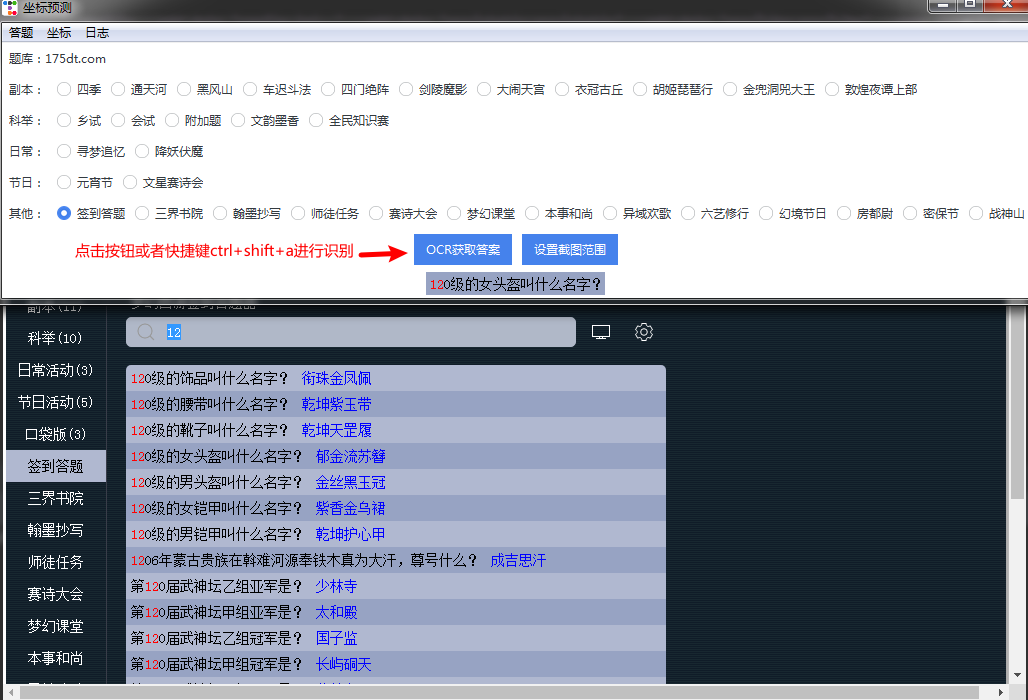 坐标预测
答题 坐标 日志
题库：175dt.com
副本： 四季 通天河 黑风山 车迟斗法 四门绝阵 剑陵魔影 大闹天宫 衣冠古丘 胡姬琵琶行 金兜洞兕大王 敦煌夜谭上部
科举： 乡试 会试 附加题 文韵墨香 全民知识赛
日常： 寻梦追忆 降妖伏魔
节日： 元宵节 文星赛诗会
其他： 签到答题 三界书院 翰墨抄写 师徒任务 赛诗大会 梦幻课堂 本事和尚 异域欢歌 六艺修行 幻境节日 房都尉 密保节 战神山
点击按钮或者快捷键ctrl+shift+a进行识别 OCR获取答案 设置截图范围
120级的女头盔叫什么名字？
副本(11)
科举(10) 12
日常活动(3)
120级的饰品叫什么名字？ 衔珠金凤佩
节日活动(5)
120级的腰带叫什么名字？ 乾坤紫玉带
口袋版(3)
120级的靴子叫什么名字？ 乾坤天罡履
签到答题
120级的女头盔叫什么名字？ 郁金流苏簪
三界书院
120级的男头盔叫什么名字？ 金丝黑玉冠
120级的女铠甲叫什么名字？ 紫香金乌裙
翰墨抄写
120级的男铠甲叫什么名字？ 乾坤护心甲
师徒任务
1206年蒙古贵族在斡难河源奉铁木真为大汗，尊号什么？ 成吉思汗
赛诗大会
第120届武神坛乙组亚军是？ 少林寺
梦幻课堂
第120届武神坛甲组亚军是？ 太和殿
第120届武神坛乙组冠军是？ 国子监
本事和尚
第120届武神坛甲组冠军是？ 长屿硐天